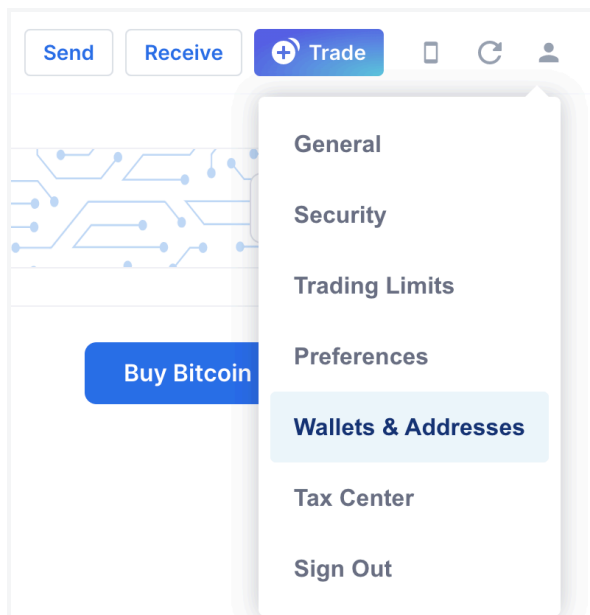 Send Receive Trade
General
Security
Trading Limits
Preferences
Buy Bitcoin
Wallets & Addresses
Tax Center
Sign Out